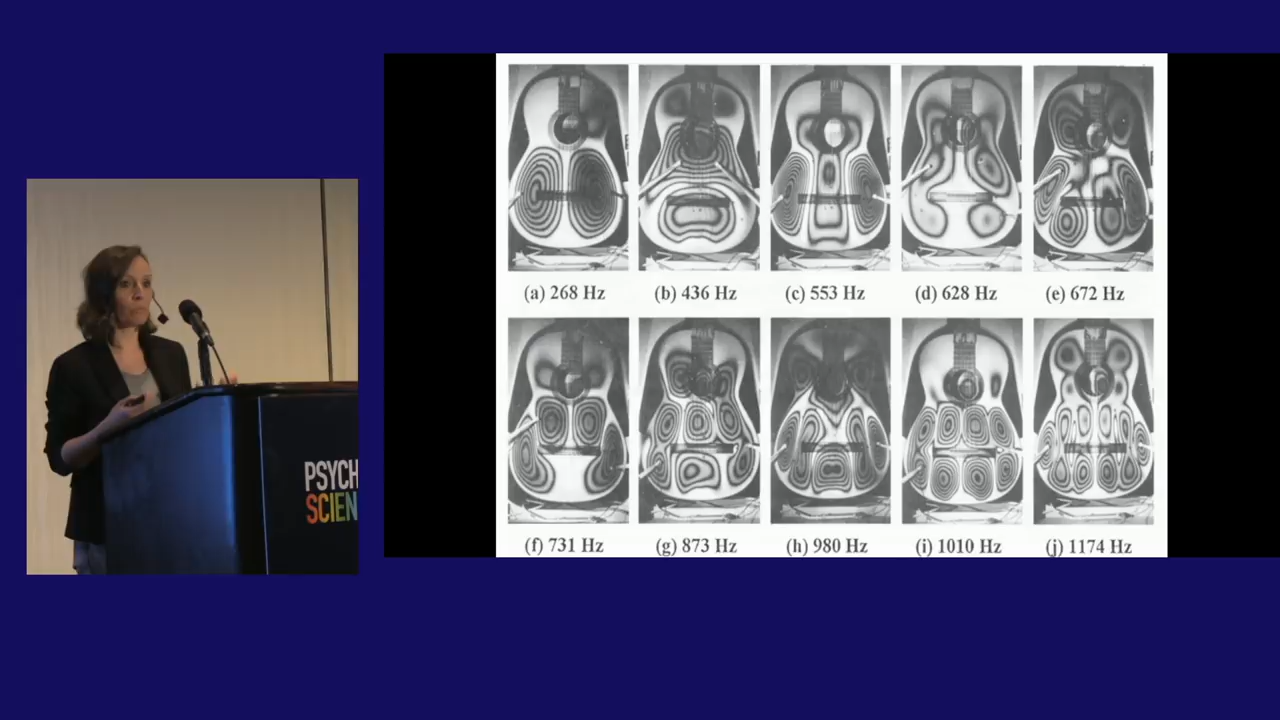 (a) 268 Hz
(b) 436 Hz
(c) 553 Hz
(d) 628 Hz
(e) 672 Hz
(f) 731 Hz
(g) 873 Hz
(h) 980 Hz
(i) 1010 Hz
(j) 1174 Hz
PSYCH
SCIEN